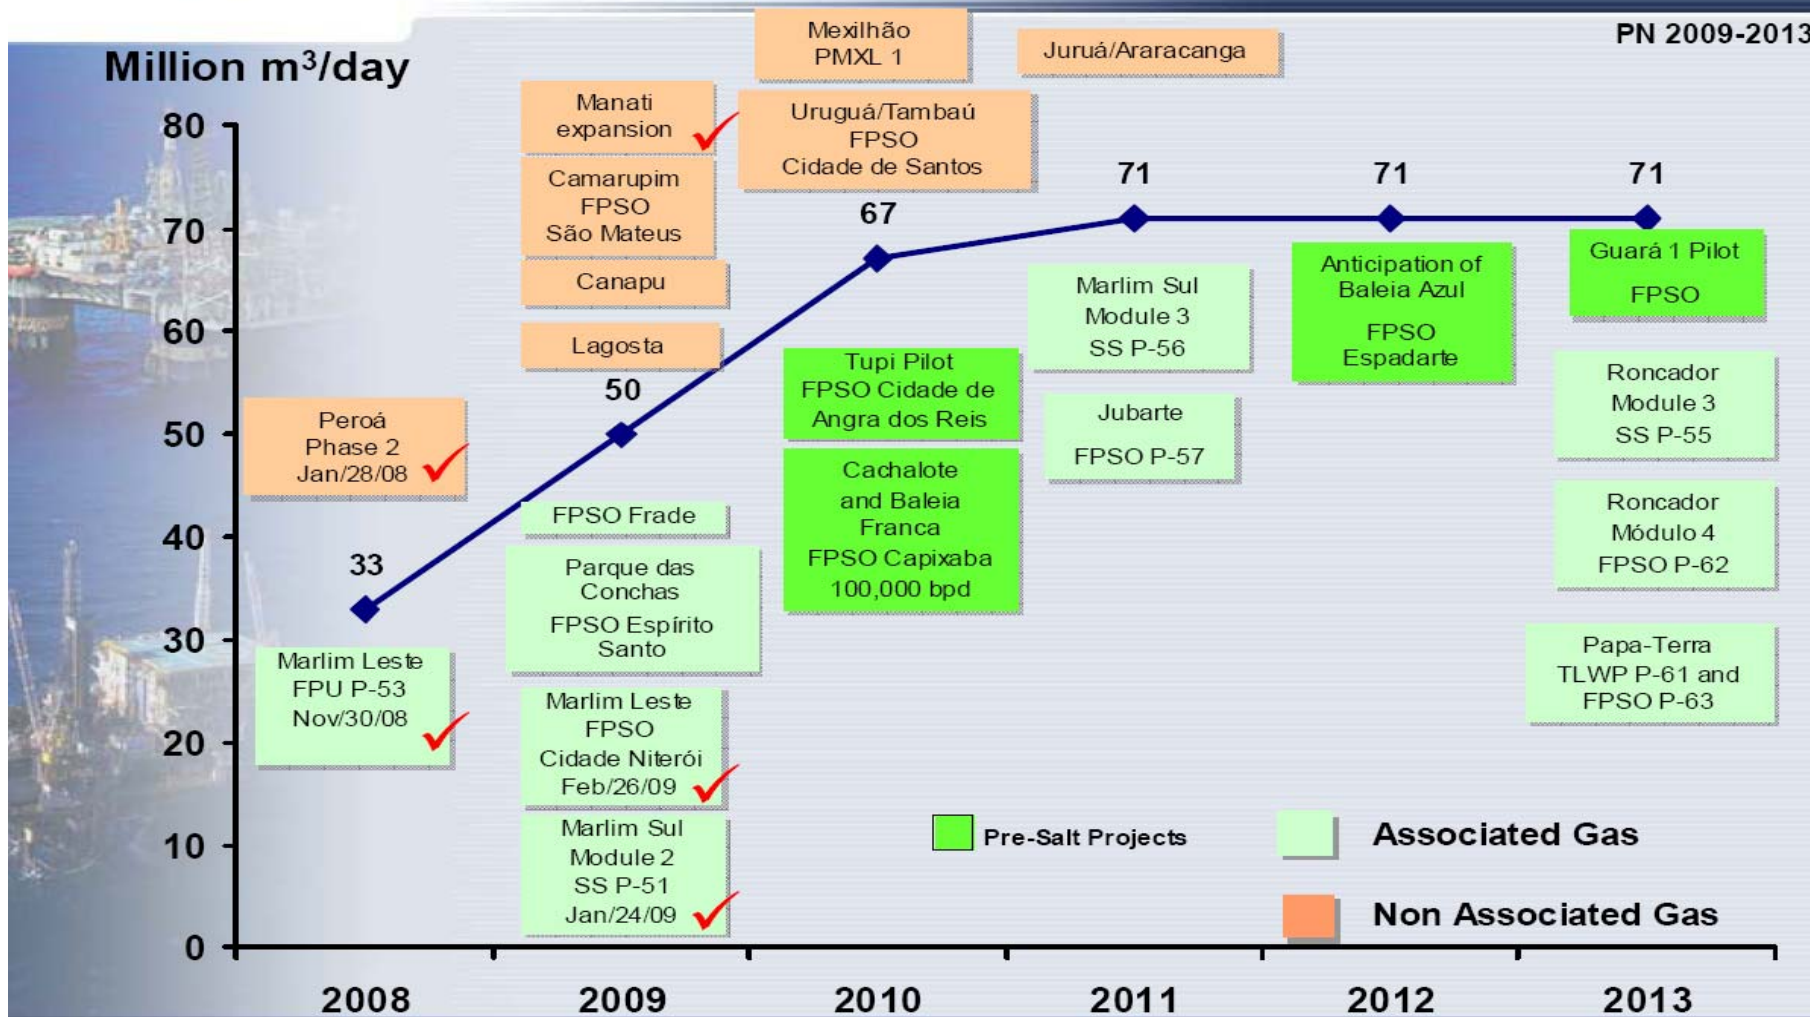 PN 2009-2013
Million m³/day
80
70
60
50
40
30
20
10
0
Peroá
Phase 2
Jan/28/08
33
Marlim Leste
FPU P-53
Nov/30/08
Manati
expansion
Camarupim
FPSO
São Mateus
Canapu
Lagosta
50
FPSO Frade
Parque das
Conchas
FPSO Espírito
Santo
Marlim Leste
FPSO
Cidade Niterói
Feb/26/09
Marlim Sul
Module 2
SS P-51
Jan/24/09
Mexilhão
PMXL 1
Uruguá/Tambaú
FPSO
Cidade de Santos
67
Tupi Pilot
FPSO Cidade de
Angra dos Reis
Cachalote
and Baleia
Franca
FPSO Capixaba
100,000 bpd
Juruá/Araracanga
71
Marlim Sul
Module 3
SS P-56
Jubarte
FPSO P-57
71
Anticipation of
Baleia Azul
FPSO
Espadarte
71
Guará 1 Pilot
FPSO
Roncador
Module 3
SS P-55
Roncador
Módulo 4
FPSO P-62
Papa-Terra
TLWP P-61 and
FPSO P-63
Pre-Salt Projects
Associated Gas
Non Associated Gas
2008
2009
2010
2011
2012
2013